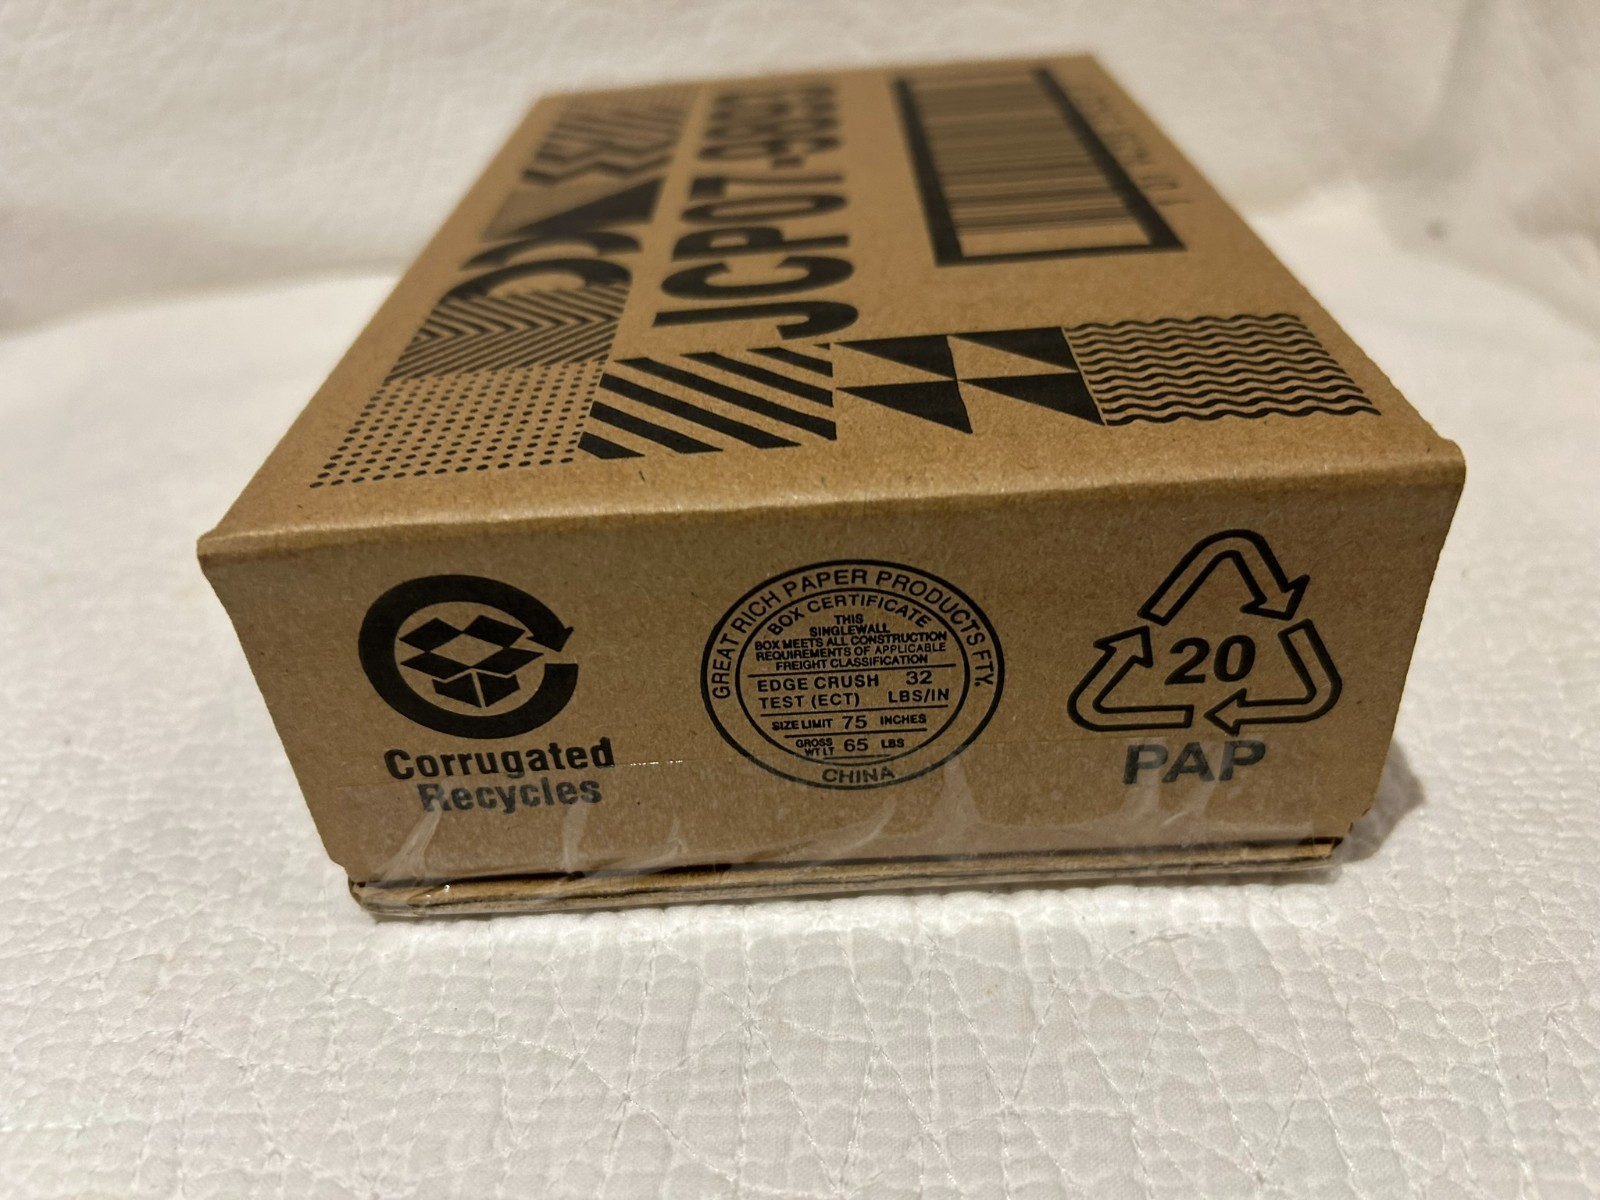 GREAT RICH PAPER PRODUCTS FTY.
BOX CERTIFICATE
THIS
SINGLEWALL
BOX MEETS ALL CONSTRUCTION
REQUIREMENTS OF APPLICABLE
FREIGHT CLASSIFICATION
EDGE CRUSH 32
TEST (ECT) LBS/IN
SIZE LIMIT 75 INCHES
GROSS
WT LT 65 LBS
CHINA
Corrugated
Recycles
20
PAP